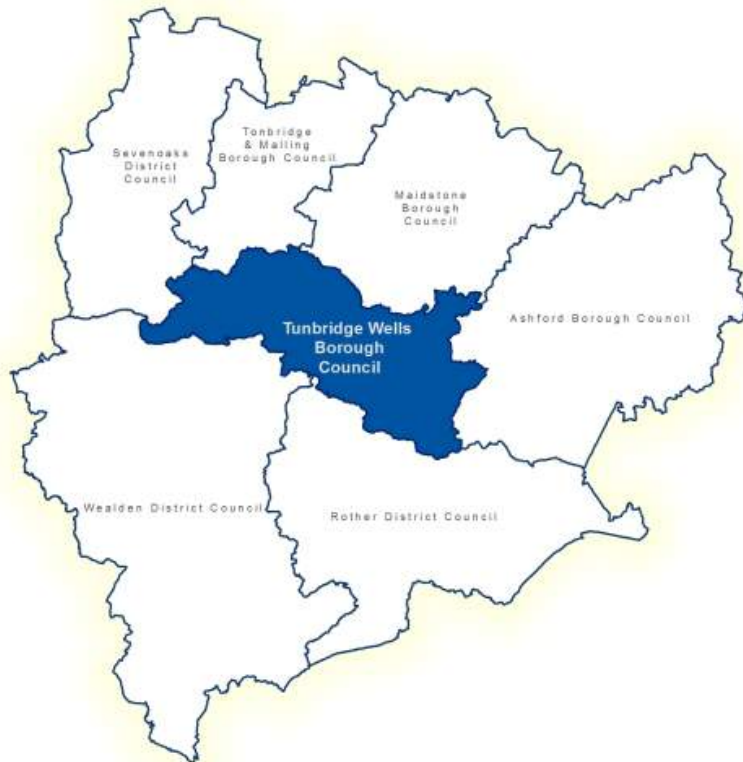 Sevenoaks
District
Council
Tonbridge
& Malling
Borough Council
Maidstone
Borough
Council
Ashford Borough Council
Tunbridge Wells
Borough
Council
Wealden District Council
Rother District Council